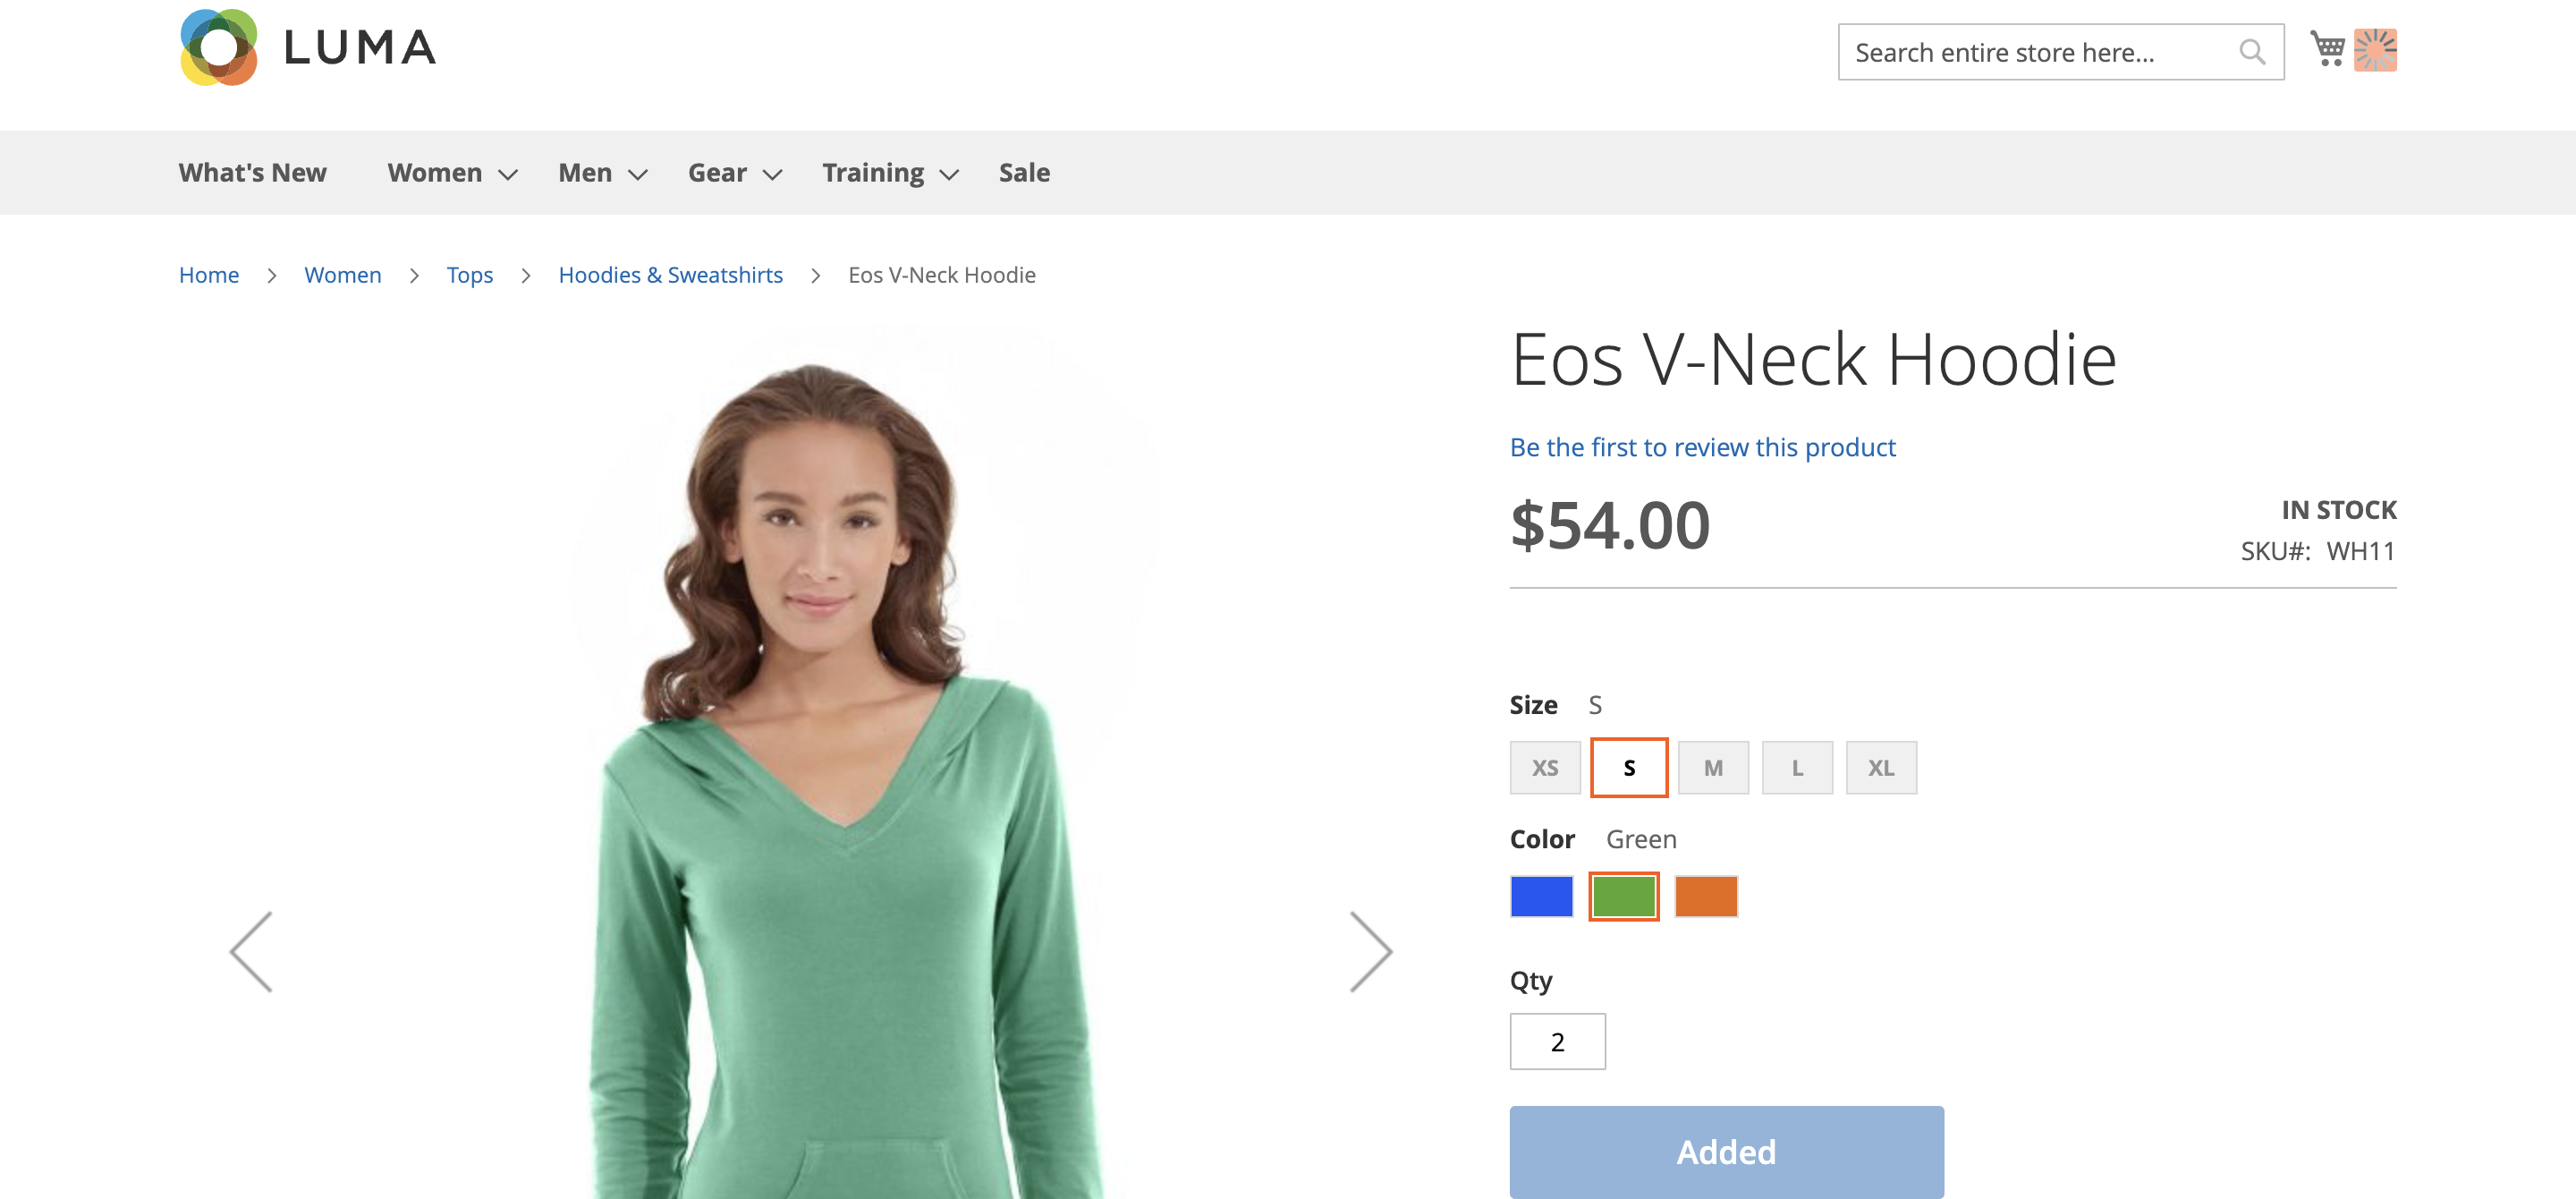 LUMA
Search entire store here...
What's New Women Men Gear Training Sale
Home > Women > Tops > Hoodies & Sweatshirts > Eos V-Neck Hoodie
Eos V-Neck Hoodie
Be the first to review this product
$54.00
IN STOCK
SKU#: WH11
Size S
XS S M L XL
Color Green
Qty
2
Added